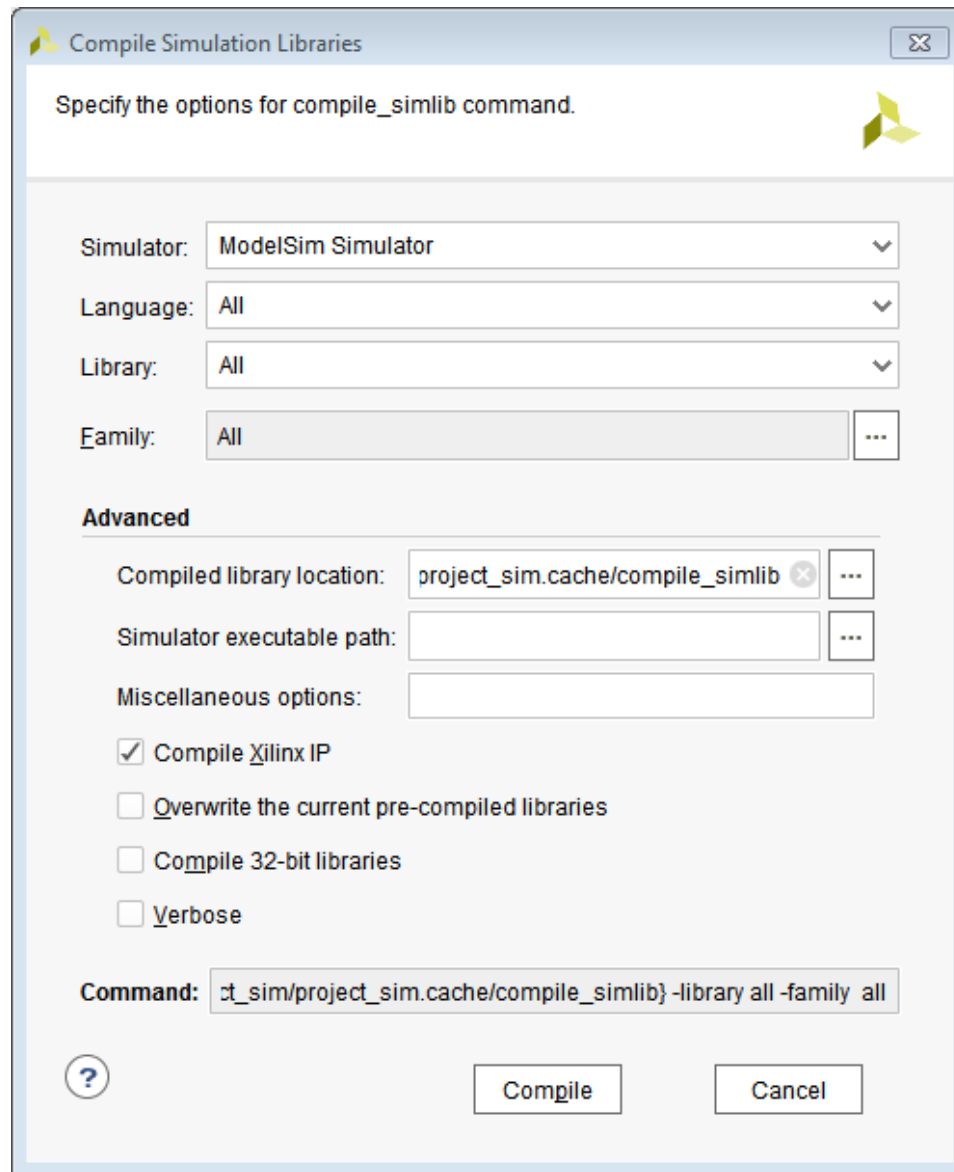 Compile Simulation Libraries
Specify the options for compile_simlib command.
Simulator: ModelSim Simulator
Language: All
Library: All
Family: All ...
Advanced
Compiled library location: project_sim.cache/compile_simlib ...
Simulator executable path: ...
Miscellaneous options:
Compile Xilinx IP
Overwrite the current pre-compiled libraries
Compile 32-bit libraries
Verbose
Command: ct_sim/project_sim.cache/compile_simlib} -library all -family  all
? Compile Cancel